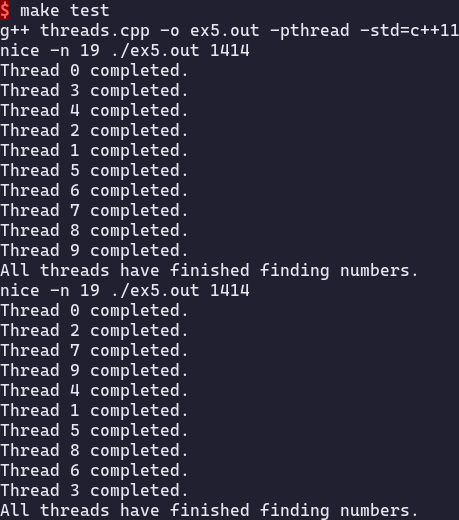 $ make test
g++ threads.cpp -o ex5.out -pthread -std=c++11
nice -n 19 ./ex5.out 1414
Thread 0 completed.
Thread 3 completed.
Thread 4 completed.
Thread 2 completed.
Thread 1 completed.
Thread 5 completed.
Thread 6 completed.
Thread 7 completed.
Thread 8 completed.
Thread 9 completed.
All threads have finished finding numbers.
nice -n 19 ./ex5.out 1414
Thread 0 completed.
Thread 2 completed.
Thread 7 completed.
Thread 9 completed.
Thread 4 completed.
Thread 1 completed.
Thread 5 completed.
Thread 8 completed.
Thread 6 completed.
Thread 3 completed.
All threads have finished finding numbers.